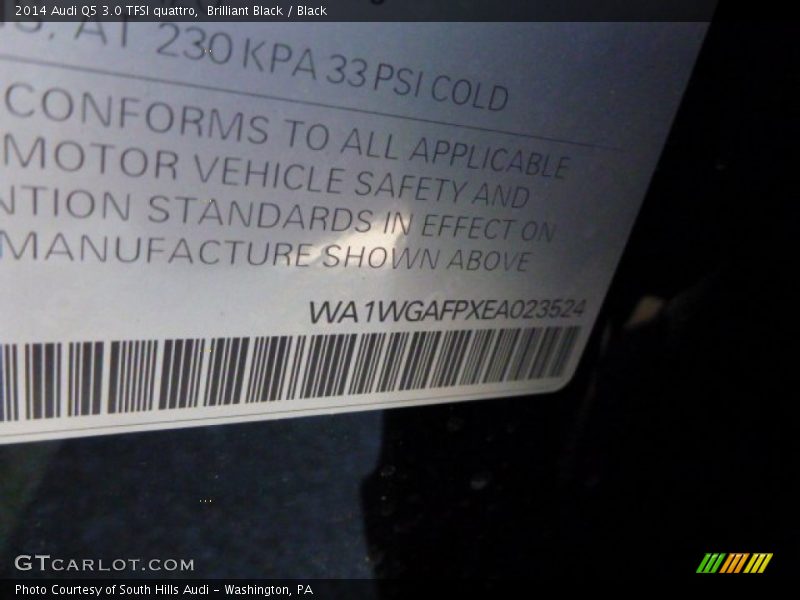 2014 Audi Q5 3.0 TFSI quattro, Brilliant Black / Black
AT 230 KPA 33 PSI COLD
CONFORMS TO ALL APPLICABLE
MOTOR VEHICLE SAFETY AND
NTION STANDARDS IN EFFECT ON
MANUFACTURE SHOWN ABOVE
WA1WGAFPXEA023524
GTCARLOT.COM
Photo Courtesy of South Hills Audi - Washington, PA